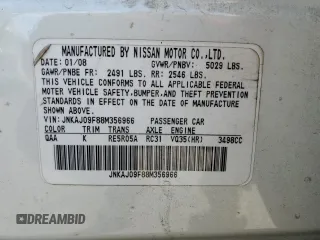 MANUFACTURED BY NISSAN MOTOR CO.,LTD.
DATE: 01/08 GVWR/PNBV: 5029 LBS.
GAWR/PNBE FR: 2491 LBS. RR: 2546 LBS.
THIS VEHICLE CONFORMS TO ALL APPLICABLE FEDERAL
MOTOR VEHICLE SAFETY, BUMPER, AND THEFT PREVENTION
STANDARDS IN EFFECT ON THE DATE OF MANUFACTURE
SHOWN ABOVE.
VIN: JNKAJ09F88M356966 PASSENGER CAR
COLOR TRIM TRANS AXLE ENGINE
QAA K RE5R05A RC31 VQ35(HR) 3498CC
JNKAJ09F88M356966
DREAMBID